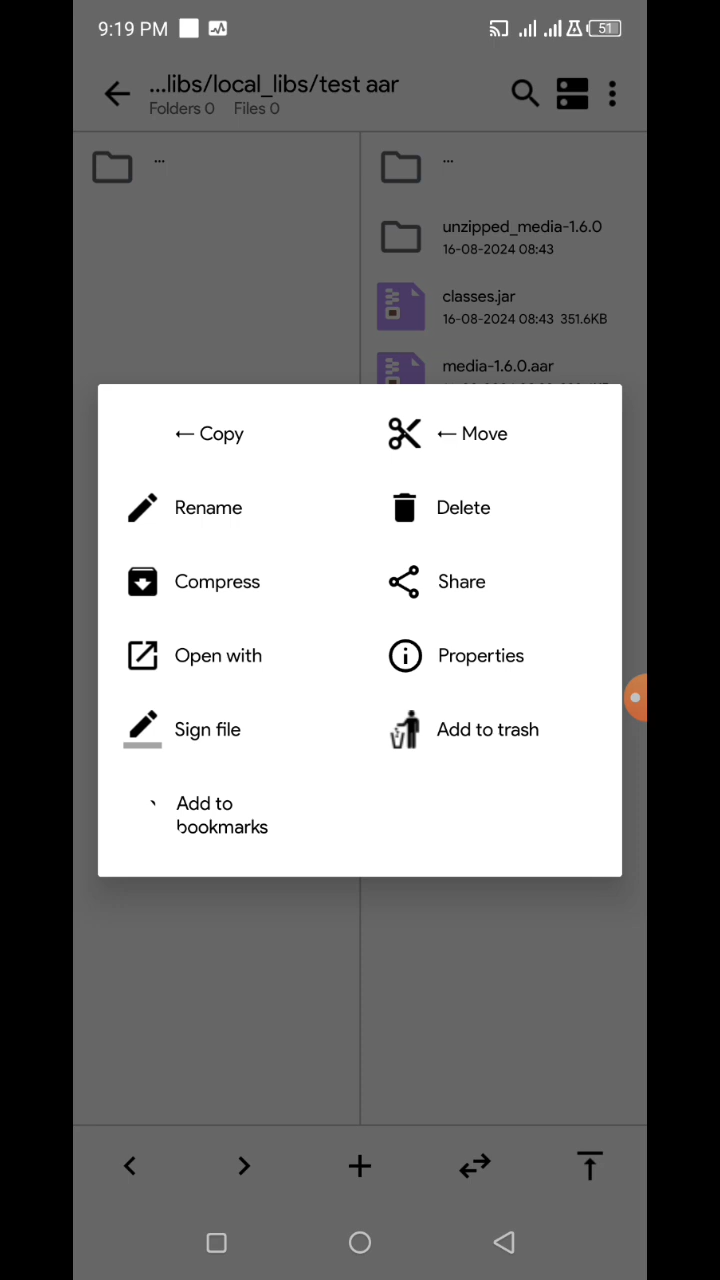 9:19 PM
51
...libs/local_libs/test aar
Folders 0 Files 0
...
...
unzipped_media-1.6.0
16-08-2024 08:43
classes.jar
16-08-2024 08:43 351.6KB
media-1.6.0.aar
← Copy
← Move
Rename
Delete
Compress
Share
Open with
Properties
Sign file
Add to trash
Add to
bookmarks